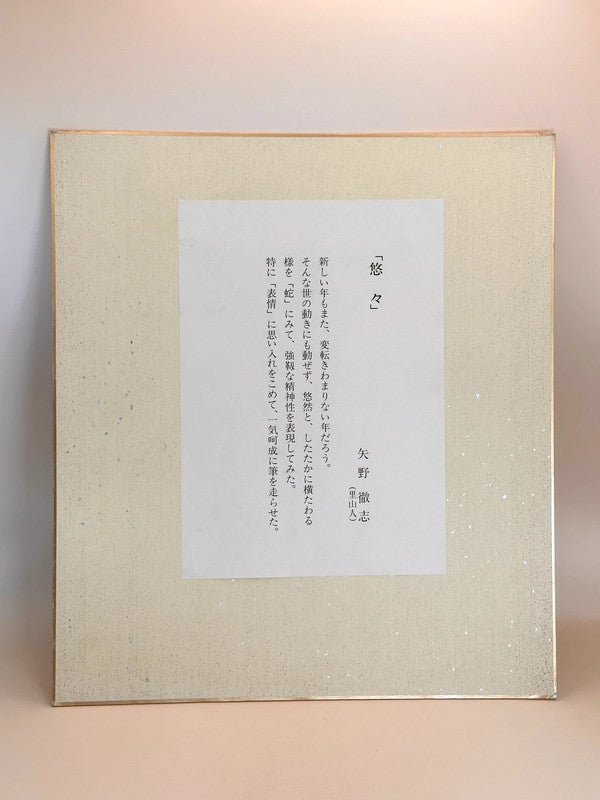 「悠々」
矢野徹志
(里山人)
新しい年もまた、変転きわまりない年だろう。
そんな世の動きにも動ぜず、悠然と、したたかに横たわる
様を「蛇」にみて、強靱な精神性を表現してみた。
特に「表情」に思い入れをこめて、一気呵成に筆を走らせた。